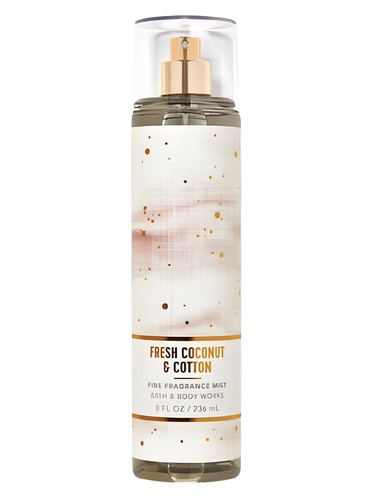 FRESH COCONUT
& COTTON
FINE FRAGRANCE MIST
BATH & BODY WORKS
8 FL OZ / 236 mL